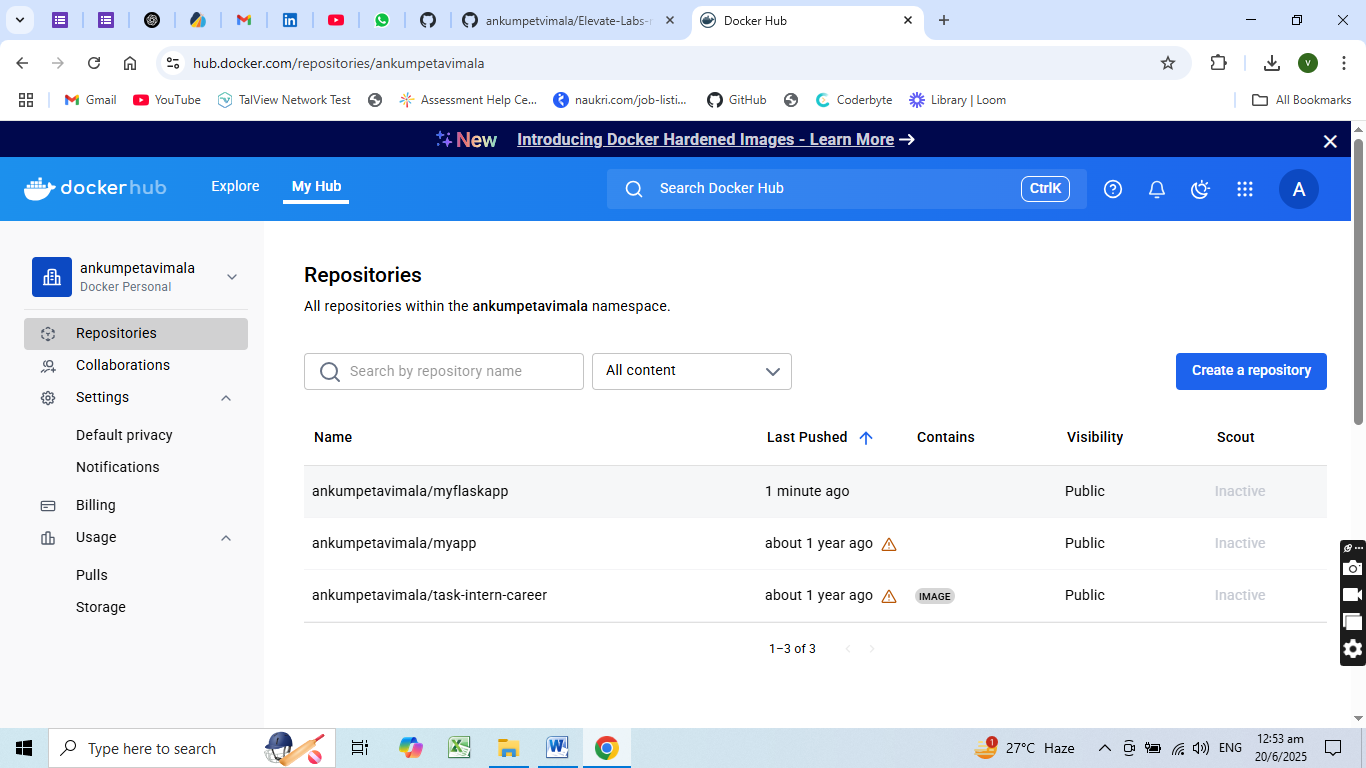 ankumpetvimala/Elevate-Labs-
Docker Hub
hub.docker.com/repositories/ankumpetavimala
V
Gmail
YouTube
TalView Network Test
Assessment Help Ce...
naukri.com/job-listi...
GitHub
Coderbyte
Library | Loom
All Bookmarks
New Introducing Docker Hardened Images - Learn More →
dockerhub
Explore
My Hub
Search Docker Hub
CtrlK
A
ankumpetavimala
Docker Personal
Repositories
Collaborations
Settings
Default privacy
Notifications
Billing
Usage
Pulls
Storage
Repositories
All repositories within the ankumpetavimala namespace.
Search by repository name
All content
Create a repository
Name Last Pushed Contains Visibility Scout
ankumpetavimala/myflaskapp 1 minute ago Public Inactive
ankumpetavimala/myapp about 1 year ago Public Inactive
ankumpetavimala/task-intern-career about 1 year ago IMAGE Public Inactive
1–3 of 3
Type here to search
1
27°C Haze
ENG
12:53 am
20/6/2025